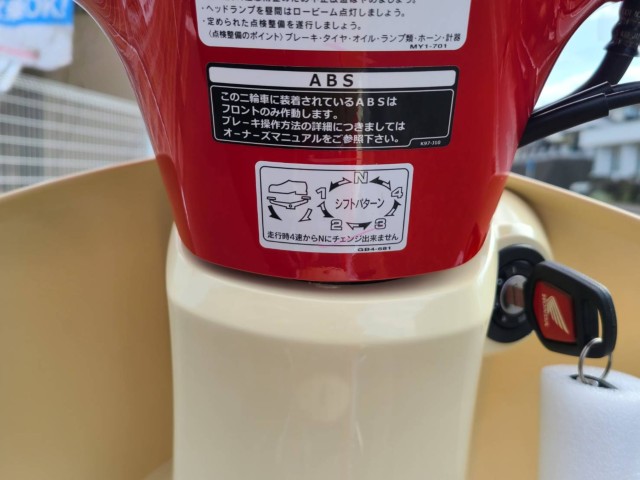 ・ヘッドランプを昼間はロービーム点灯しましょう。
・定められた点検整備を遂行しましょう。
(点検整備のポイント) ブレーキ・タイヤ・オイル・ランプ類・ホーン・計器
MY1-701
ABS
この二輪車に装着されているABSは
フロントのみ作動します。
ブレーキ操作方法の詳細につきましては
オーナーズマニュアルをご参照下さい。
K97-J10
N
1 4
シフトパターン
2 3
走行時4速からNにチェンジ出来ません
GB4-681
HONDA